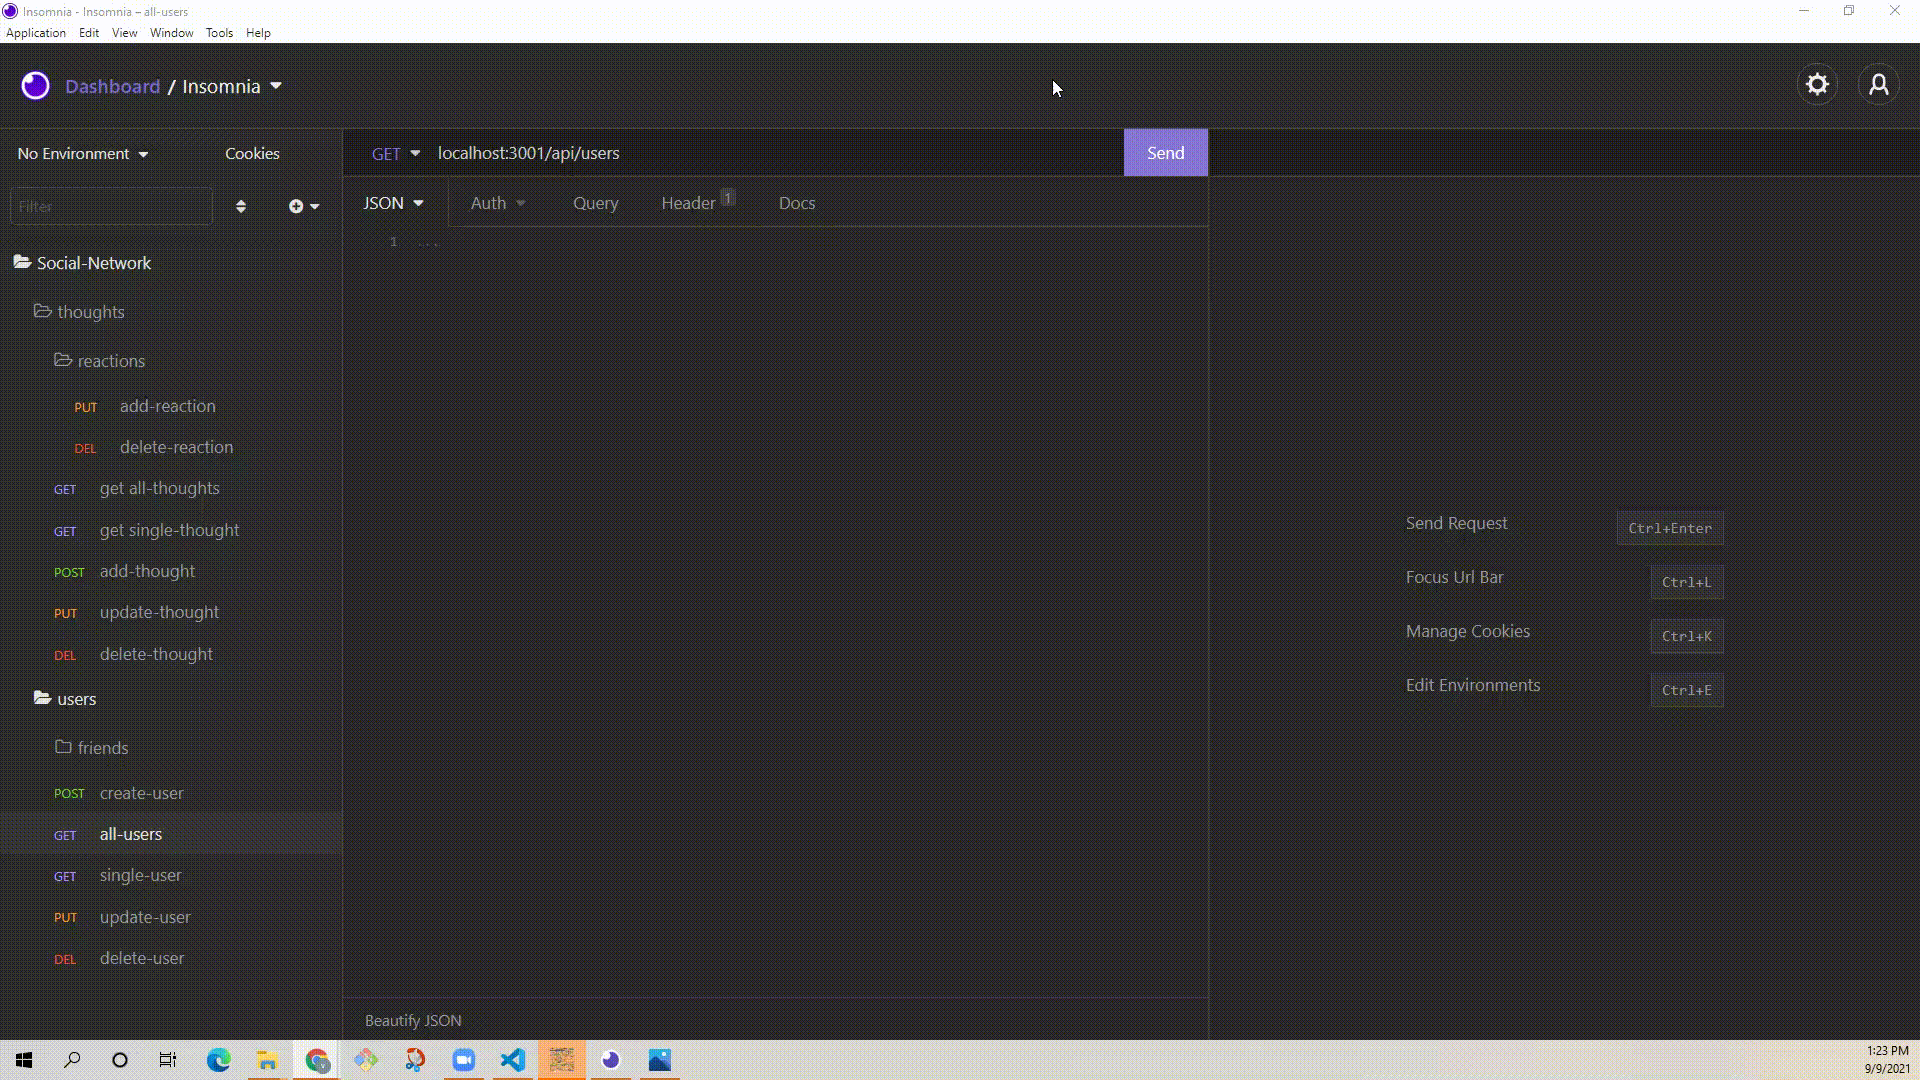 Insomnia - Insomnia – all-users
Application Edit View Window Tools Help
Dashboard / Insomnia
No Environment Cookies
GET localhost:3001/api/users Send
Filter
JSON Auth Query Header 1 Docs
1 ...
Social-Network
thoughts
reactions
PUT add-reaction
DEL delete-reaction
GET get all-thoughts
GET get single-thought
POST add-thought
PUT update-thought
DEL delete-thought
users
friends
POST create-user
GET all-users
GET single-user
PUT update-user
DEL delete-user
Send Request Ctrl+Enter
Focus Url Bar Ctrl+L
Manage Cookies Ctrl+K
Edit Environments Ctrl+E
Beautify JSON
1:23 PM
9/9/2021